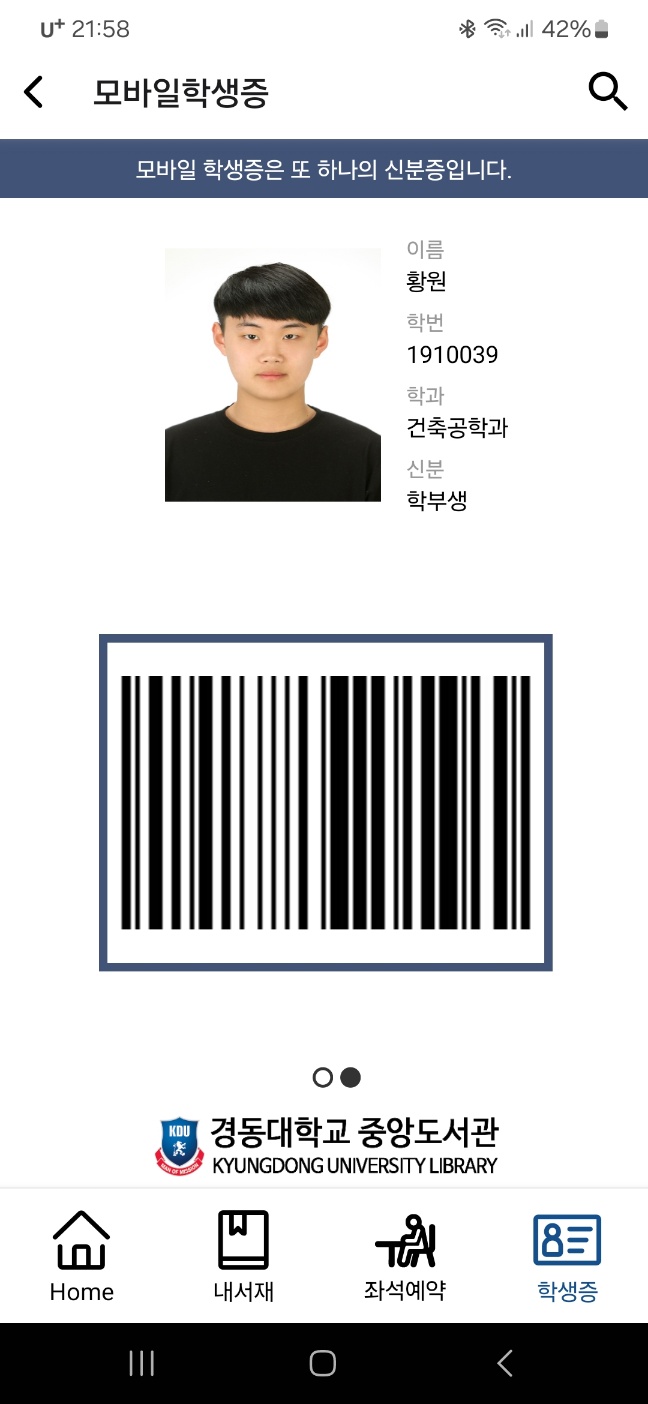 U+ 21:58 42%
모바일학생증
모바일 학생증은 또 하나의 신분증입니다.
이름
황원
학번
1910039
학과
건축공학과
신분
학부생
KDU
MAN OF MISSION
경동대학교 중앙도서관
KYUNGDONG UNIVERSITY LIBRARY
Home 내서재 좌석예약 학생증